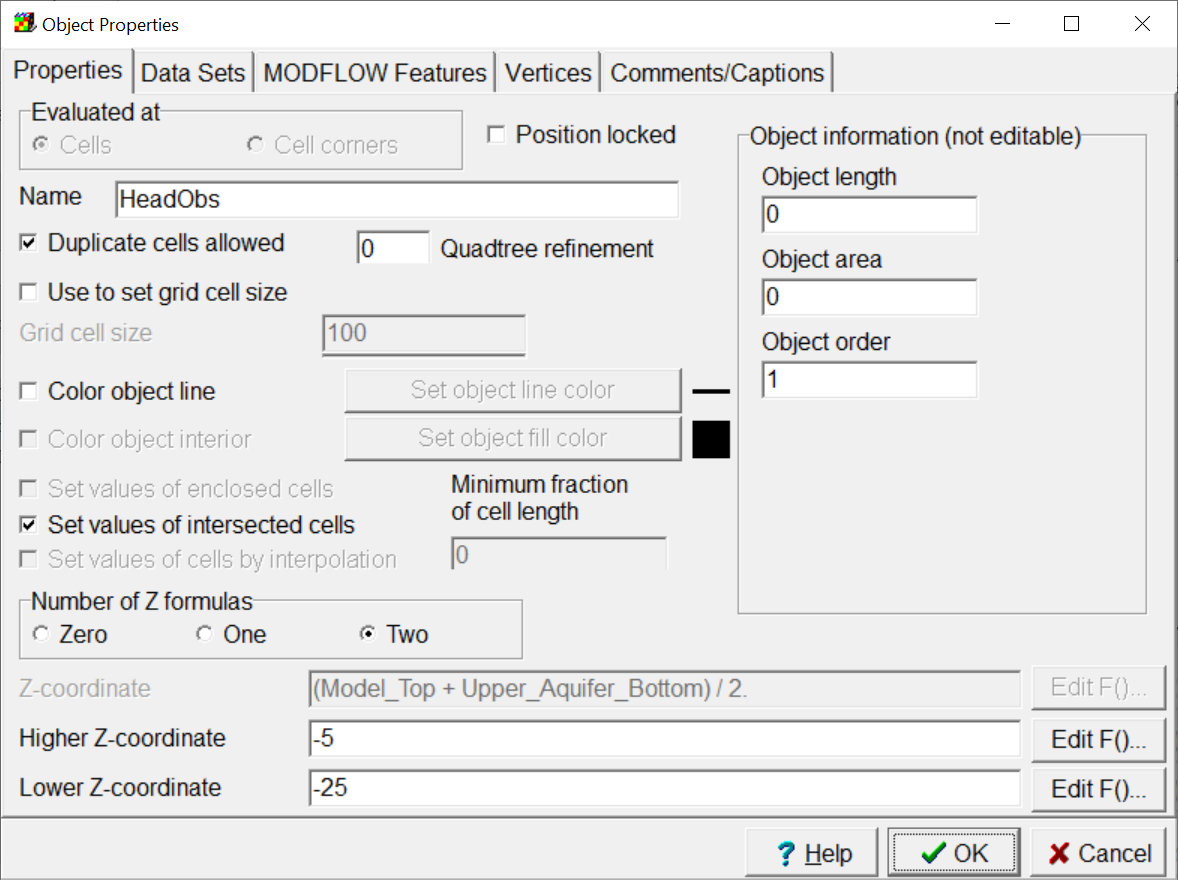 Object Properties
Properties Data Sets MODFLOW Features Vertices Comments/Captions
Evaluated at
Cells Cell corners
Position locked
Name HeadObs
Duplicate cells allowed 0 Quadtree refinement
Use to set grid cell size
Grid cell size 100
Color object line Set object line color
Color object interior Set object fill color
Set values of enclosed cells
Minimum fraction
of cell length
Set values of intersected cells
Set values of cells by interpolation 0
Number of Z formulas
Zero One Two
Object information (not editable)
Object length
0
Object area
0
Object order
1
Z-coordinate (Model_Top + Upper_Aquifer_Bottom) / 2. Edit F()...
Higher Z-coordinate -5 Edit F()...
Lower Z-coordinate -25 Edit F()...
? Help OK Cancel